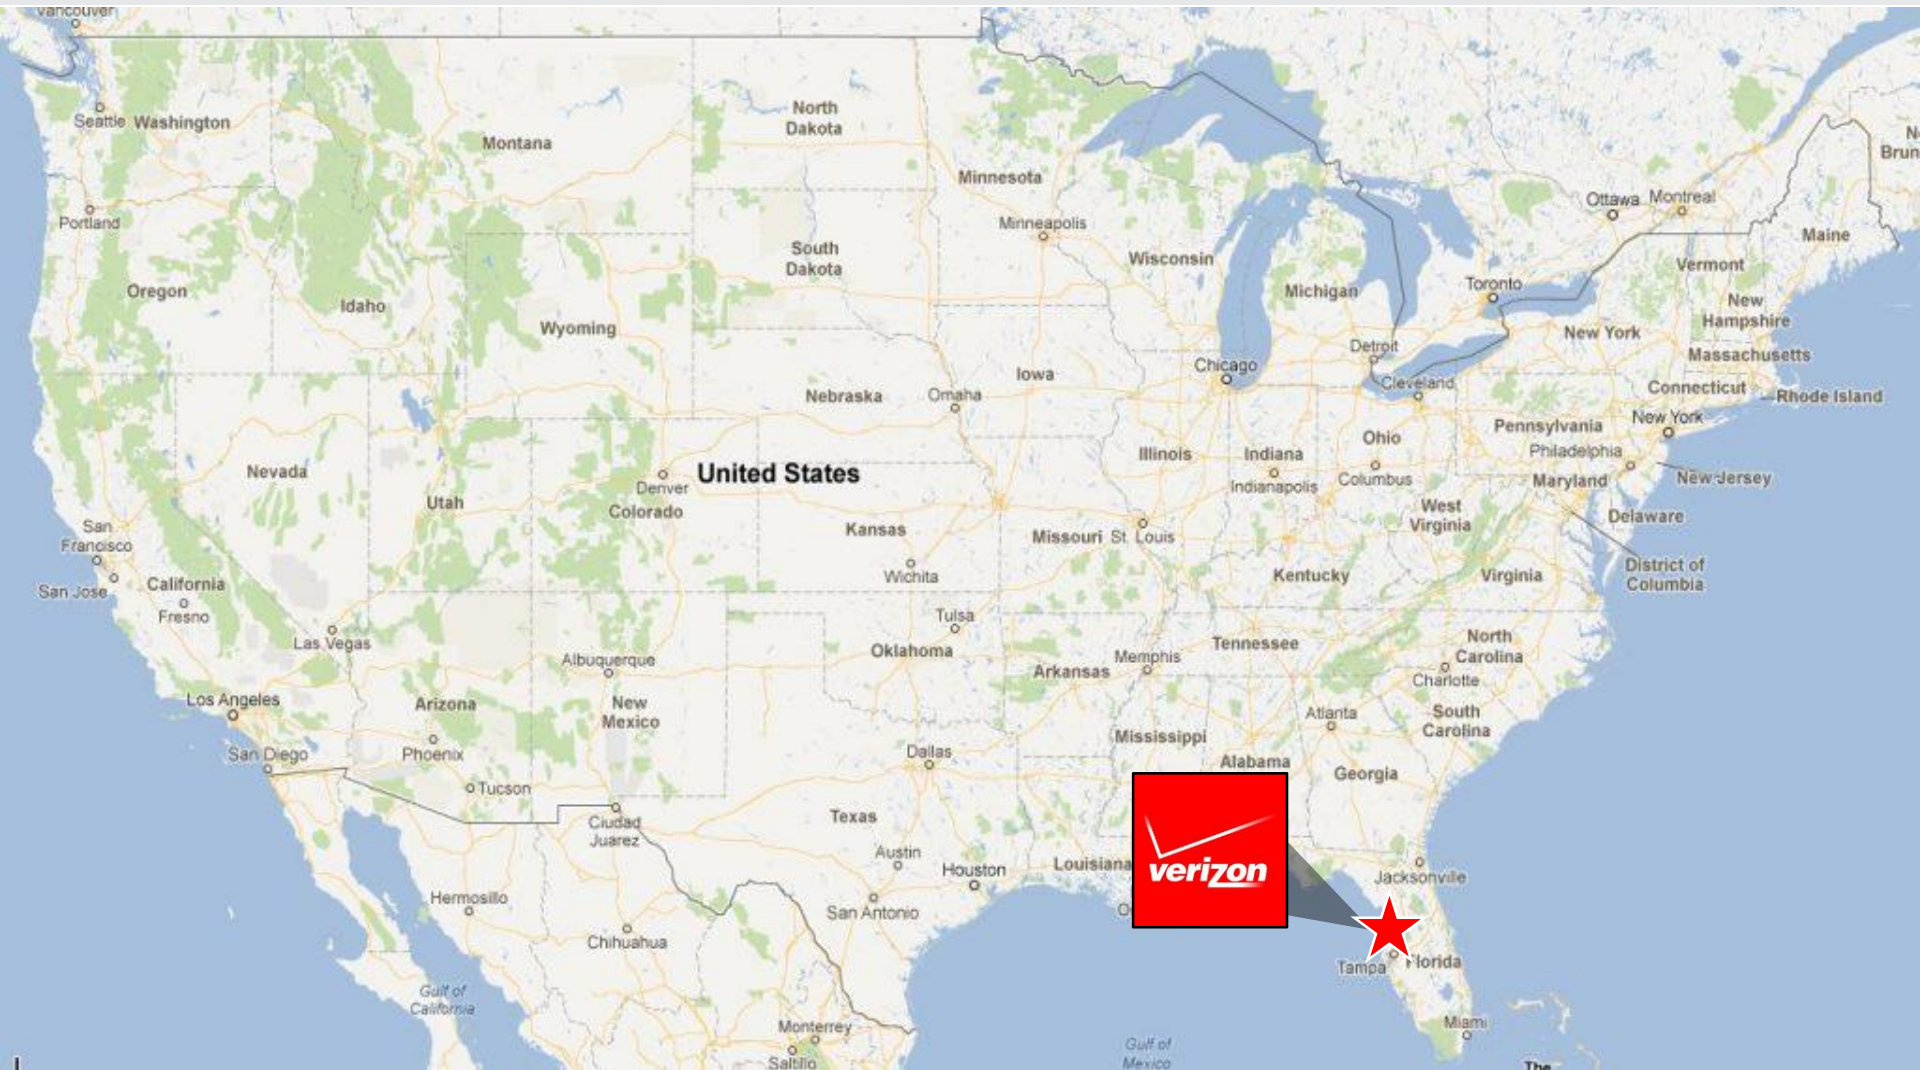 Vancouver
Seattle
Washington
Montana
North
Dakota
Minnesota
Ottawa
Montreal
Portland
Minneapolis
Maine
South
Dakota
Wisconsin
Vermont
Oregon
Idaho
Michigan
Toronto
New
Hampshire
Wyoming
New York
Detroit
Massachusetts
Chicago
Iowa
Cleveland
Connecticut
Rhode Island
Nebraska
Omaha
New York
Pennsylvania
Ohio
Philadelphia
Illinois
Indiana
Nevada
United States
Denver
Indianapolis
Columbus
Maryland
New Jersey
Utah
Colorado
West
Virginia
Delaware
San
Francisco
Kansas
Missouri
St. Louis
District of
Columbia
Wichita
Kentucky
Virginia
San Jose
California
Fresno
Tulsa
Las Vegas
Oklahoma
Tennessee
North
Carolina
Albuquerque
Arkansas
Memphis
Charlotte
Los Angeles
Arizona
New
Mexico
Atlanta
South
Carolina
San Diego
Phoenix
Dallas
Mississippi
Alabama
Georgia
Tucson
Texas
Ciudad
Juarez
Austin
Houston
Louisiana
verizon
Jacksonville
Hermosillo
San Antonio
Chihuahua
Tampa
Florida
Gulf of
California
Monterrey
Miami
Gulf of
Mexico
Saltillo
The